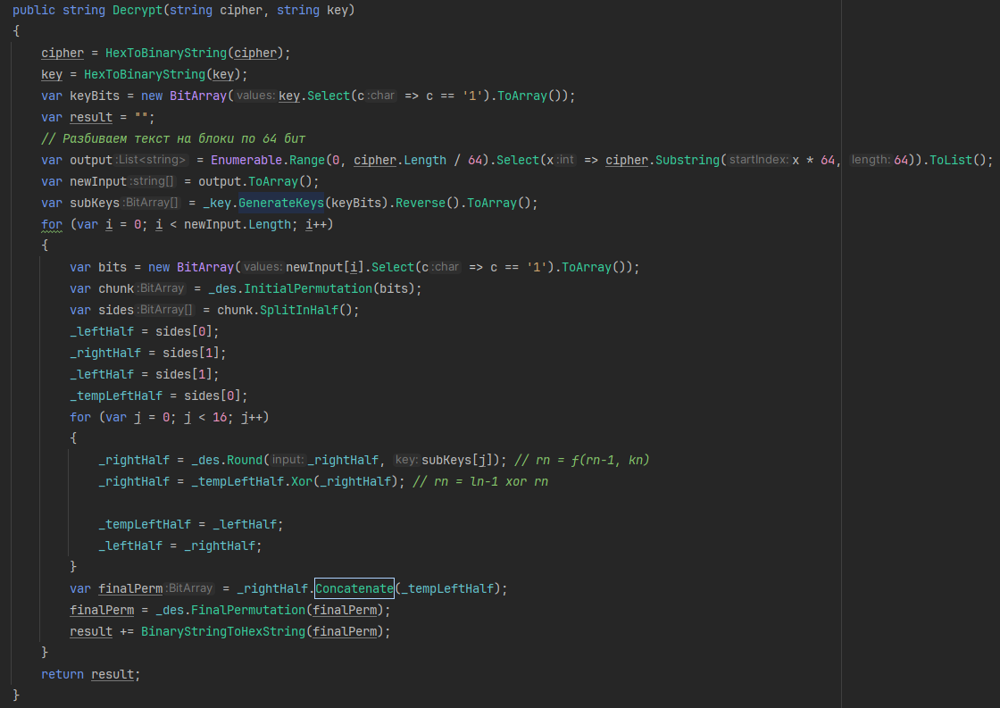 public string Decrypt(string cipher, string key)
{
    cipher = HexToBinaryString(cipher);
    key = HexToBinaryString(key);
    var keyBits = new BitArray( values: key.Select(c :char => c == '1').ToArray());
    var result = "";
    // Разбиваем текст на блоки по 64 бит
    var output :List<string> = Enumerable.Range(0, cipher.Length / 64).Select(x :int => cipher.Substring( startIndex: x * 64, length: 64)).ToList();
    var newInput :string[] = output.ToArray();
    var subKeys :BitArray[] = _key.GenerateKeys(keyBits).Reverse().ToArray();
    for (var i = 0; i < newInput.Length; i++)
    {
        var bits = new BitArray( values: newInput[i].Select(c :char => c == '1').ToArray());
        var chunk :BitArray = _des.InitialPermutation(bits);
        var sides :BitArray[] = chunk.SplitInHalf();
        _leftHalf = sides[0];
        _rightHalf = sides[1];
        _leftHalf = sides[1];
        _tempLeftHalf = sides[0];
        for (var j = 0; j < 16; j++)
        {
            _rightHalf = _des.Round( input: _rightHalf, key: subKeys[j]); // rn = f(rn-1, kn)
            _rightHalf = _tempLeftHalf.Xor(_rightHalf); // rn = ln-1 xor rn

            _tempLeftHalf = _leftHalf;
            _leftHalf = _rightHalf;
        }
        var finalPerm :BitArray = _rightHalf.Concatenate(_tempLeftHalf);
        finalPerm = _des.FinalPermutation(finalPerm);
        result += BinaryStringToHexString(finalPerm);
    }
    return result;
}